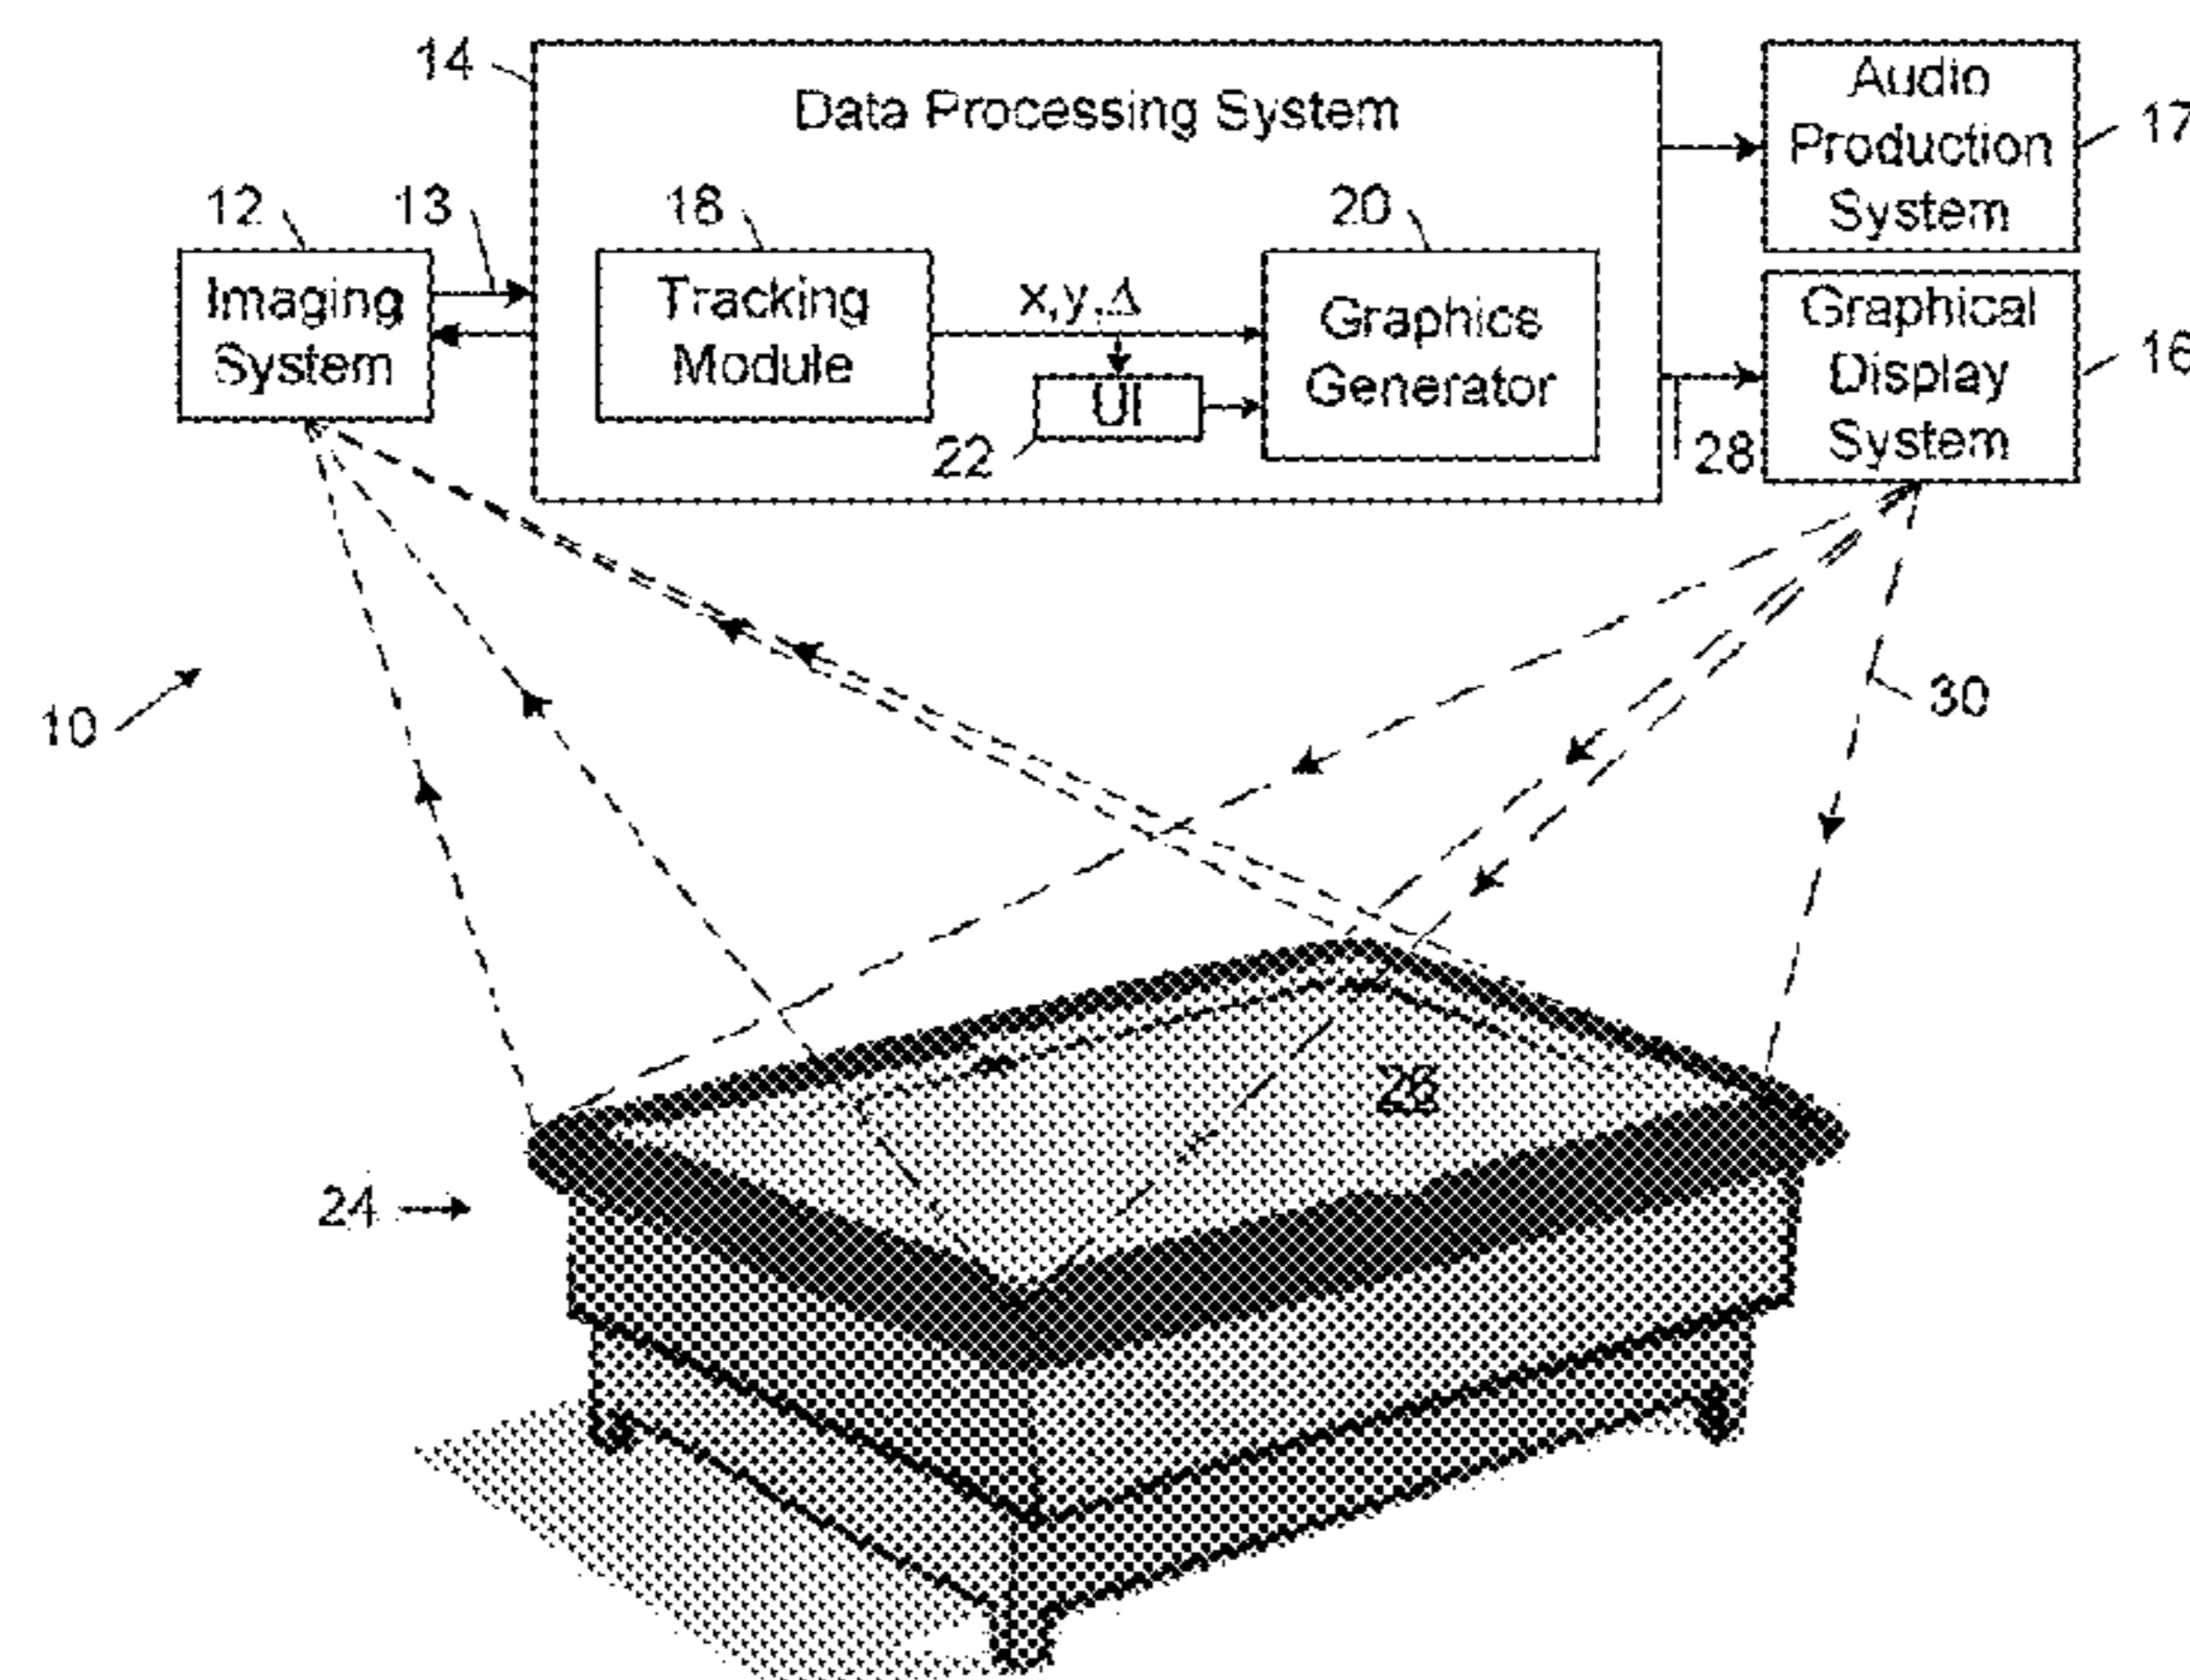 14
Data Processing System
Audio
Production
System
17
12
13
18
20
Imaging
System
Tracking
Module
x,y,Δ
Graphics
Generator
UI
22
Graphical
Display
System
16
28
10
30
26
24